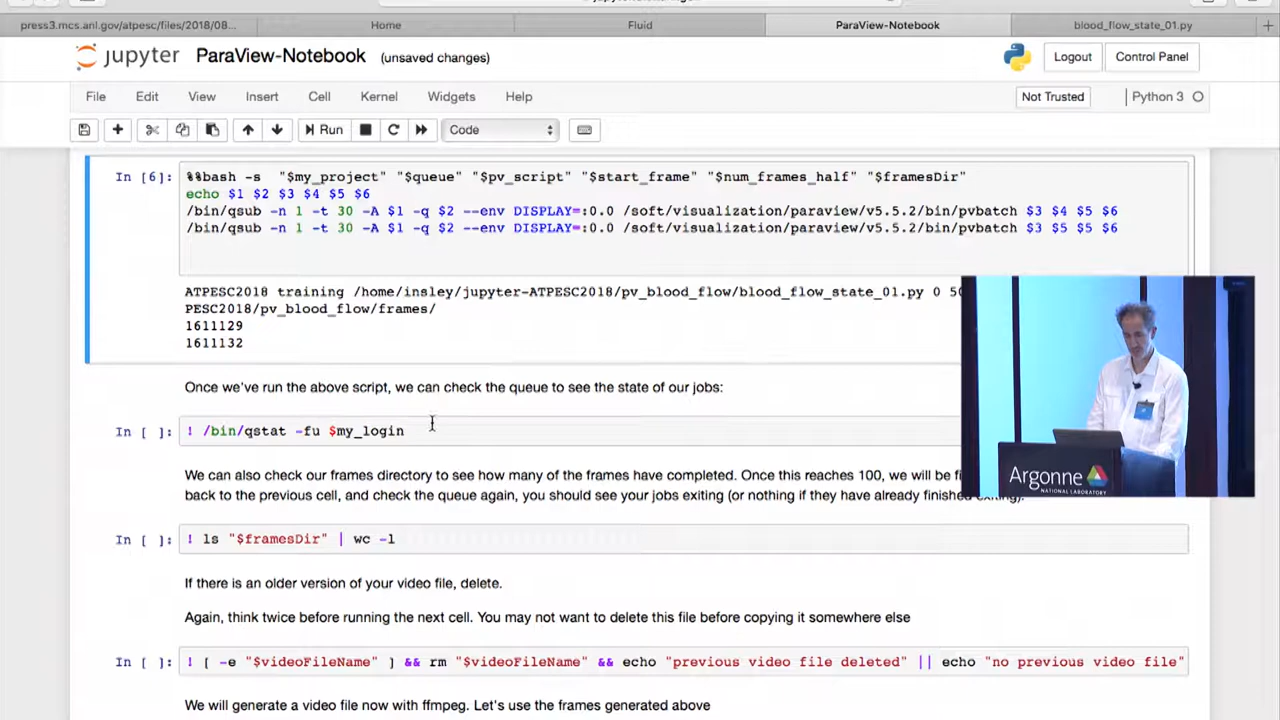 press3.mcs.anl.gov/atpesc/files/2018/08...
Home
Fluid
ParaView-Notebook
blood_flow_state_01.py
jupyter ParaView-Notebook (unsaved changes)
Logout
Control Panel
File Edit View Insert Cell Kernel Widgets Help
Not Trusted
Python 3
Run
Code
In [6]:
%%bash -s "$my_project" "$queue" "$pv_script" "$start_frame" "$num_frames_half" "$framesDir"
echo $1 $2 $3 $4 $5 $6
/bin/qsub -n 1 -t 30 -A $1 -q $2 --env DISPLAY=:0.0 /soft/visualization/paraview/v5.5.2/bin/pvbatch $3 $4 $5 $6
/bin/qsub -n 1 -t 30 -A $1 -q $2 --env DISPLAY=:0.0 /soft/visualization/paraview/v5.5.2/bin/pvbatch $3 $5 $5 $6
ATPESC2018 training /home/insley/jupyter-ATPESC2018/pv_blood_flow/blood_flow_state_01.py 0 50
PESC2018/pv_blood_flow/frames/
1611129
1611132
Once we've run the above script, we can check the queue to see the state of our jobs:
In [ ]: ! /bin/qstat -fu $my_login
We can also check our frames directory to see how many of the frames have completed. Once this reaches 100, we will be
back to the previous cell, and check the queue again, you should see your jobs exiting (or nothing if they have already finished exiting).
In [ ]: ! ls "$framesDir" | wc -l
If there is an older version of your video file, delete.
Again, think twice before running the next cell. You may not want to delete this file before copying it somewhere else
In [ ]: ! [ -e "$videoFileName" ] && rm "$videoFileName" && echo "previous video file deleted" || echo "no previous video file"
We will generate a video file now with ffmpeg. Let's use the frames generated above
Argonne
NATIONAL LABORATORY